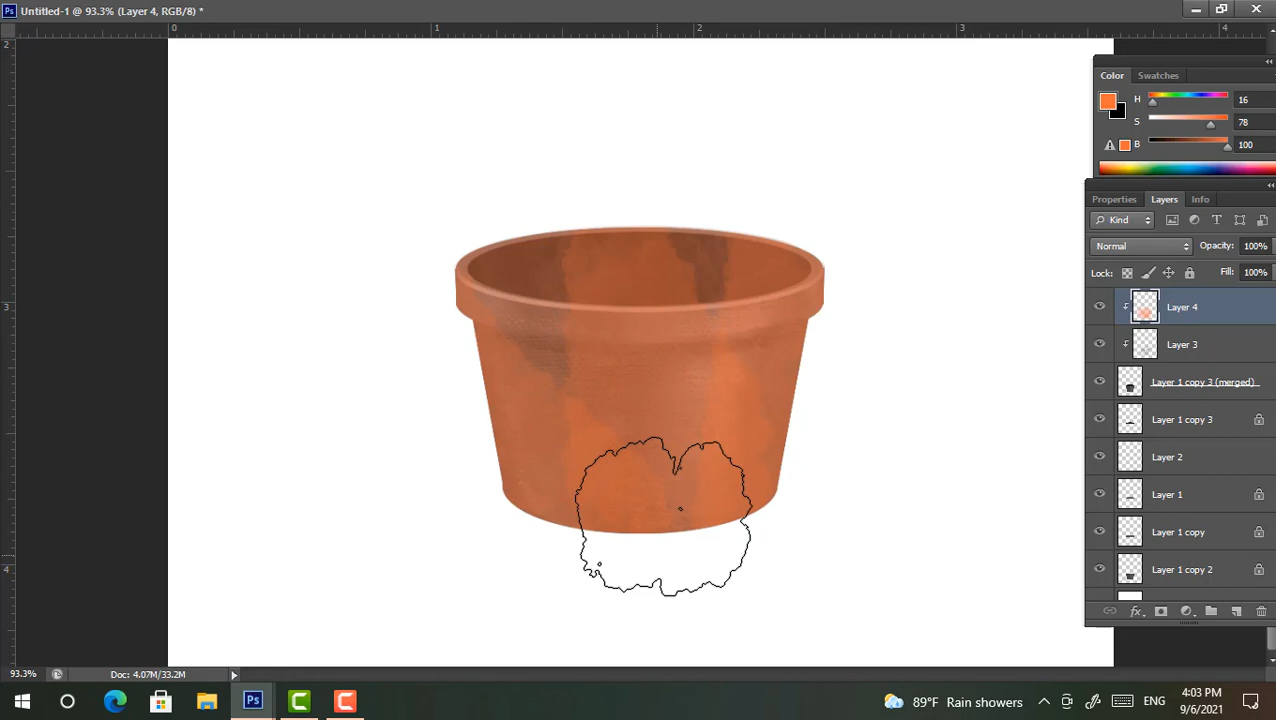 Ps Untitled-1 @ 93.3% (Layer 4, RGB/8) *
0 1 2 3 4
2
3
4
Color Swatches
H 16
S 78
B 100
Properties Layers Info
Kind
Normal Opacity: 100%
Lock: Fill: 100%
Layer 4
Layer 3
Layer 1 copy 3 (merged)
Layer 1 copy 3
Layer 2
Layer 1
Layer 1 copy
Layer 1 copy 2
fx
93.3% Doc: 4.07M/33.2M
Ps
89°F Rain showers ENG
4:03 PM
9/6/2021